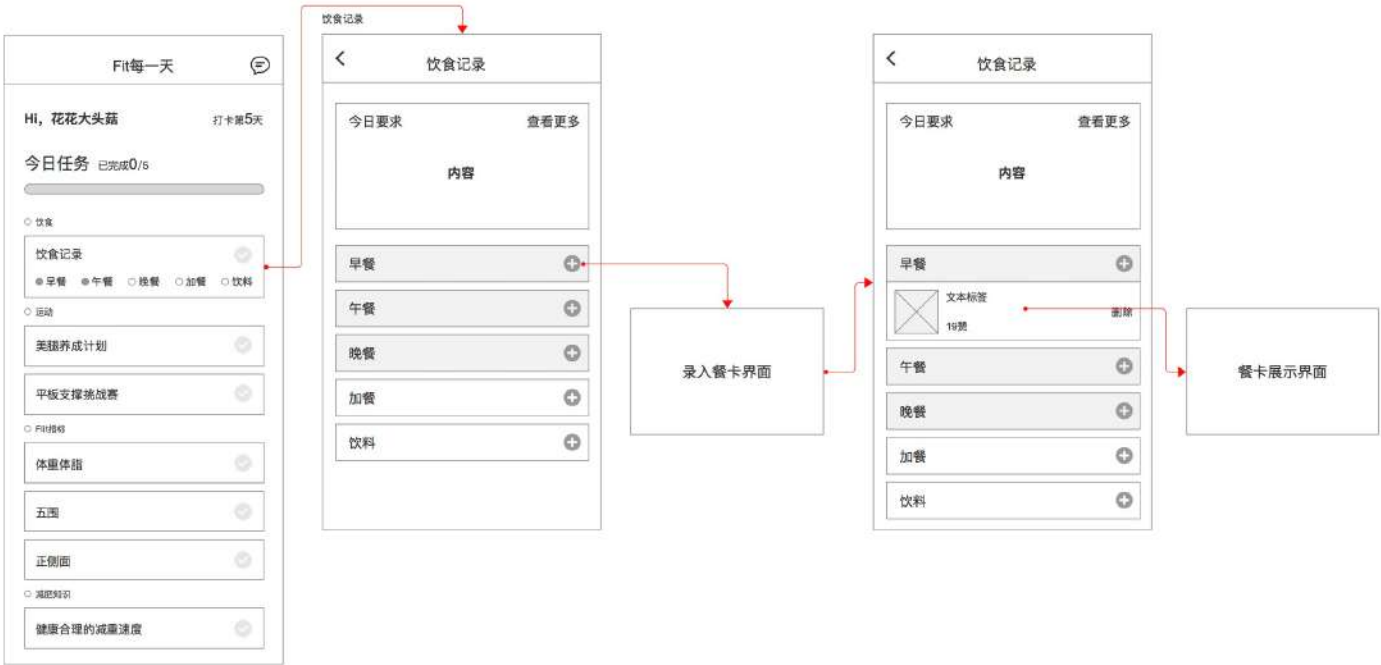 Fit每一天
Hi，花花大头菇 打卡第5天
今日任务 已完成0/5
饮食
饮食记录
早餐 午餐 晚餐 加餐 饮料
运动
美腿养成计划
平板支撑挑战赛
Fiit指标
体重体脂
五围
正侧面
减肥知识
健康合理的减重速度
饮食记录
饮食记录
今日要求 查看更多
内容
早餐
午餐
晚餐
加餐
饮料
录入餐卡界面
饮食记录
今日要求 查看更多
内容
早餐
文本标签
19赞
删除
午餐
晚餐
加餐
饮料
餐卡展示界面